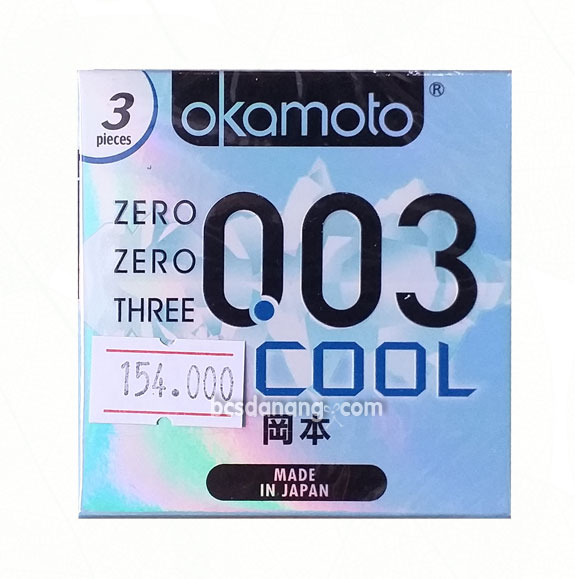 3
pieces
okamoto®
ZERO
ZERO
THREE
0.03
COOL
154.000
bcsdanang.com
岡本
MADE
IN JAPAN